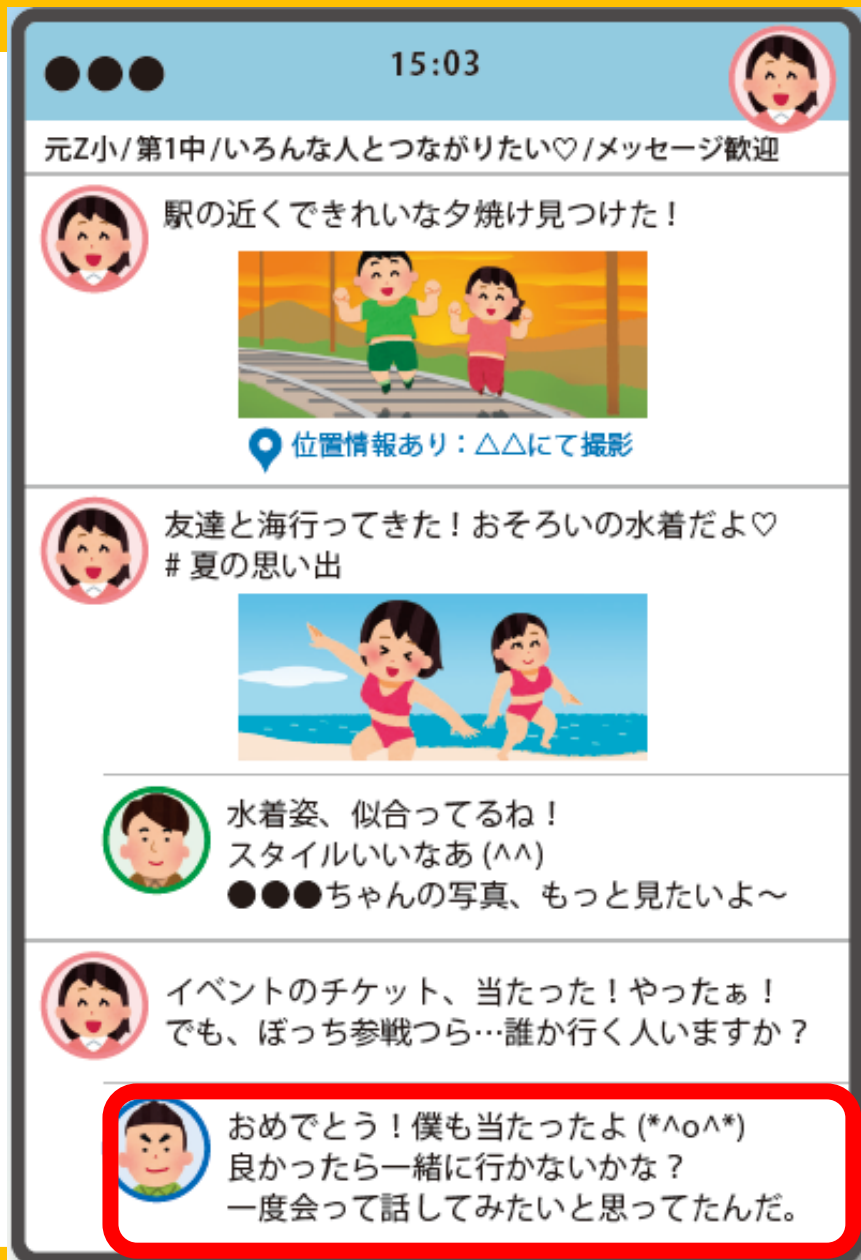 ●●●
15:03
元Z小/第1中/いろんな人とつながりたい♡/メッセージ歓迎
駅の近くできれいな夕焼け見つけた！
位置情報あり：△△にて撮影
友達と海行ってきた！おそろいの水着だよ♡
# 夏の思い出
水着姿、似合ってるね！
スタイルいいなあ (^^)
●●●ちゃんの写真、もっと見たいよ～
イベントのチケット、当たった！やったぁ！
でも、ぼっち参戦つら…誰か行く人いますか？
おめでとう！僕も当たったよ (*^o^*)
良かったら一緒に行かないかな？
一度会って話してみたいと思ってたんだ。